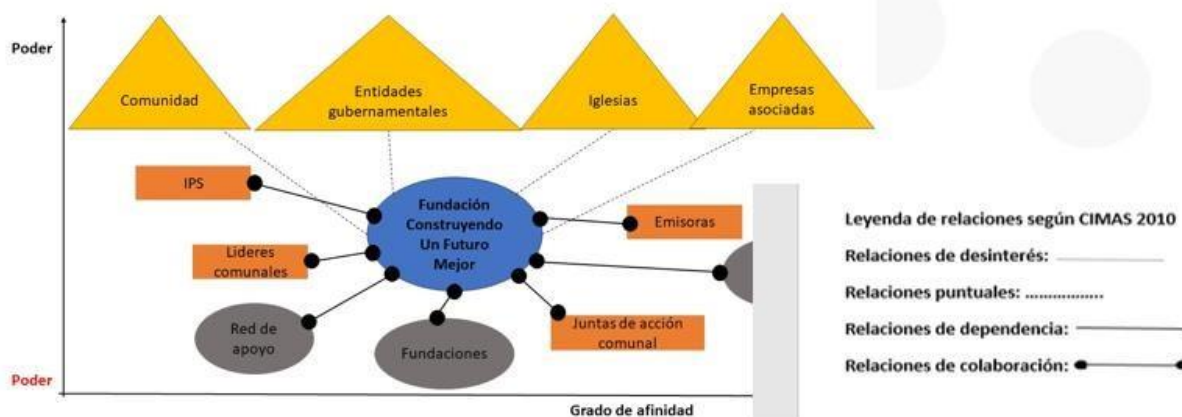 Poder
Comunidad
Entidades
gubernamentales
Iglesias
Empresas
asociadas
IPS
Fundación
Construyendo
Un Futuro
Mejor
Emisoras
Lideres
comunales
Red de
apoyo
Fundaciones
Juntas de acción
comunal
Poder
Grado de afinidad
Leyenda de relaciones según CIMAS 2010
Relaciones de desinterés:
Relaciones puntuales: ..................
Relaciones de dependencia:
Relaciones de colaboración: